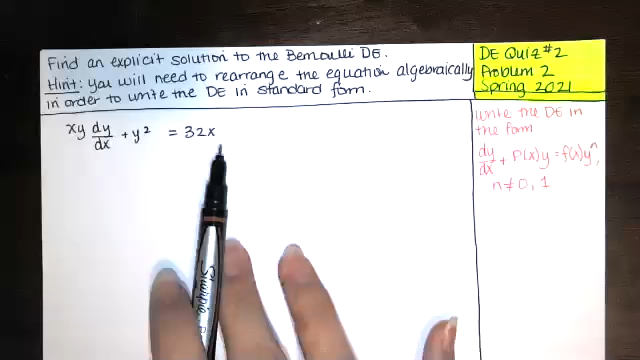 Find an explicit solution to the Bernoulli DE.
Hint: you will need to rearrange the equation algebraically
in order to write the DE in standard form.
xy dy/dx + y² = 32x
DE Quiz #2
Problem 2
Spring 2021
write the DE in
the form
dy/dx + P(x)y = f(x)yⁿ,
n≠0, 1
Simple